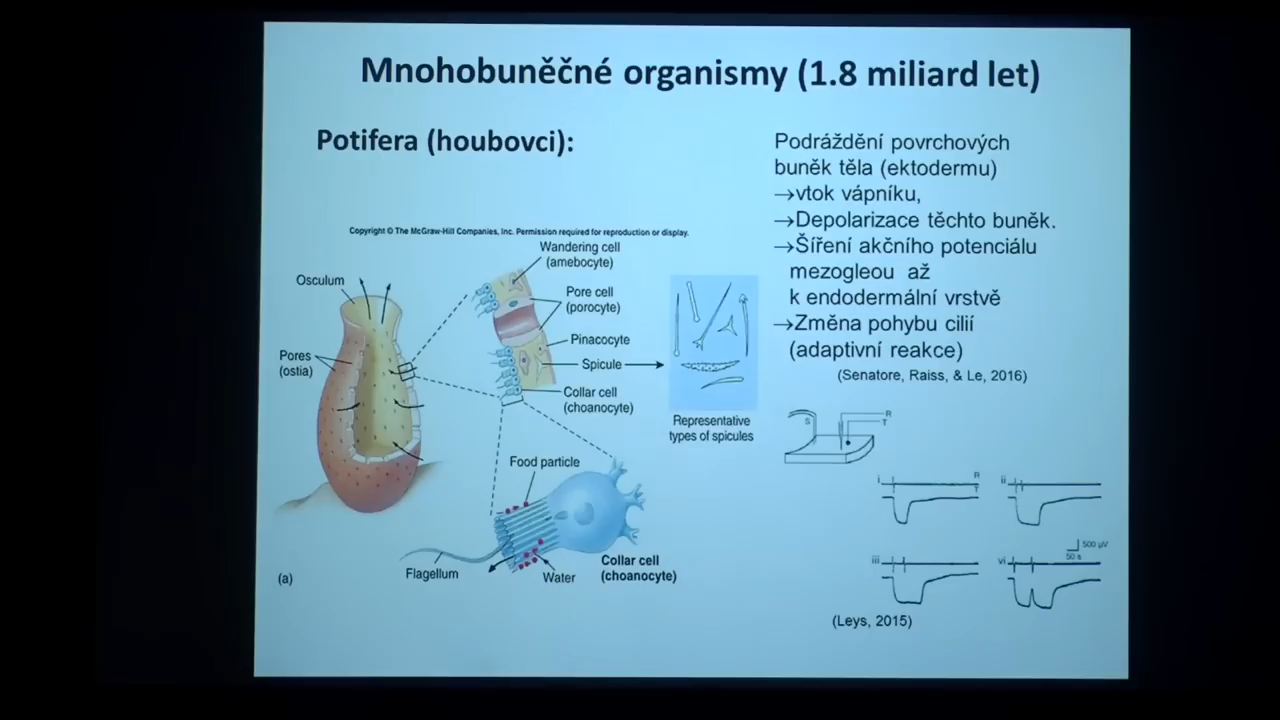 Mnohobuněčné organismy (1.8 miliard let)
Potifera (houbovci):
Podráždění povrchových
buněk těla (ektodermu)
→vtok vápníku,
→Depolarizace těchto buněk.
→Šíření akčního potenciálu
mezogleou až
k endodermální vrstvě
→Změna pohybu cilií
(adaptivní reakce)
(Senatore, Raiss, & Le, 2016)
Copyright © The McGraw-Hill Companies, Inc. Permission required for reproduction or display.
Wandering cell
(amebocyte)
Osculum
Pore cell
(porocyte)
Pinacocyte
Pores
(ostia)
Spicule
Collar cell
(choanocyte)
Representative
types of spicules
Food particle
Collar cell
(choanocyte)
Flagellum
Water
(a)
S
R
T
i
R
T
ii
iii
vi
500 µV
50 s
(Leys, 2015)